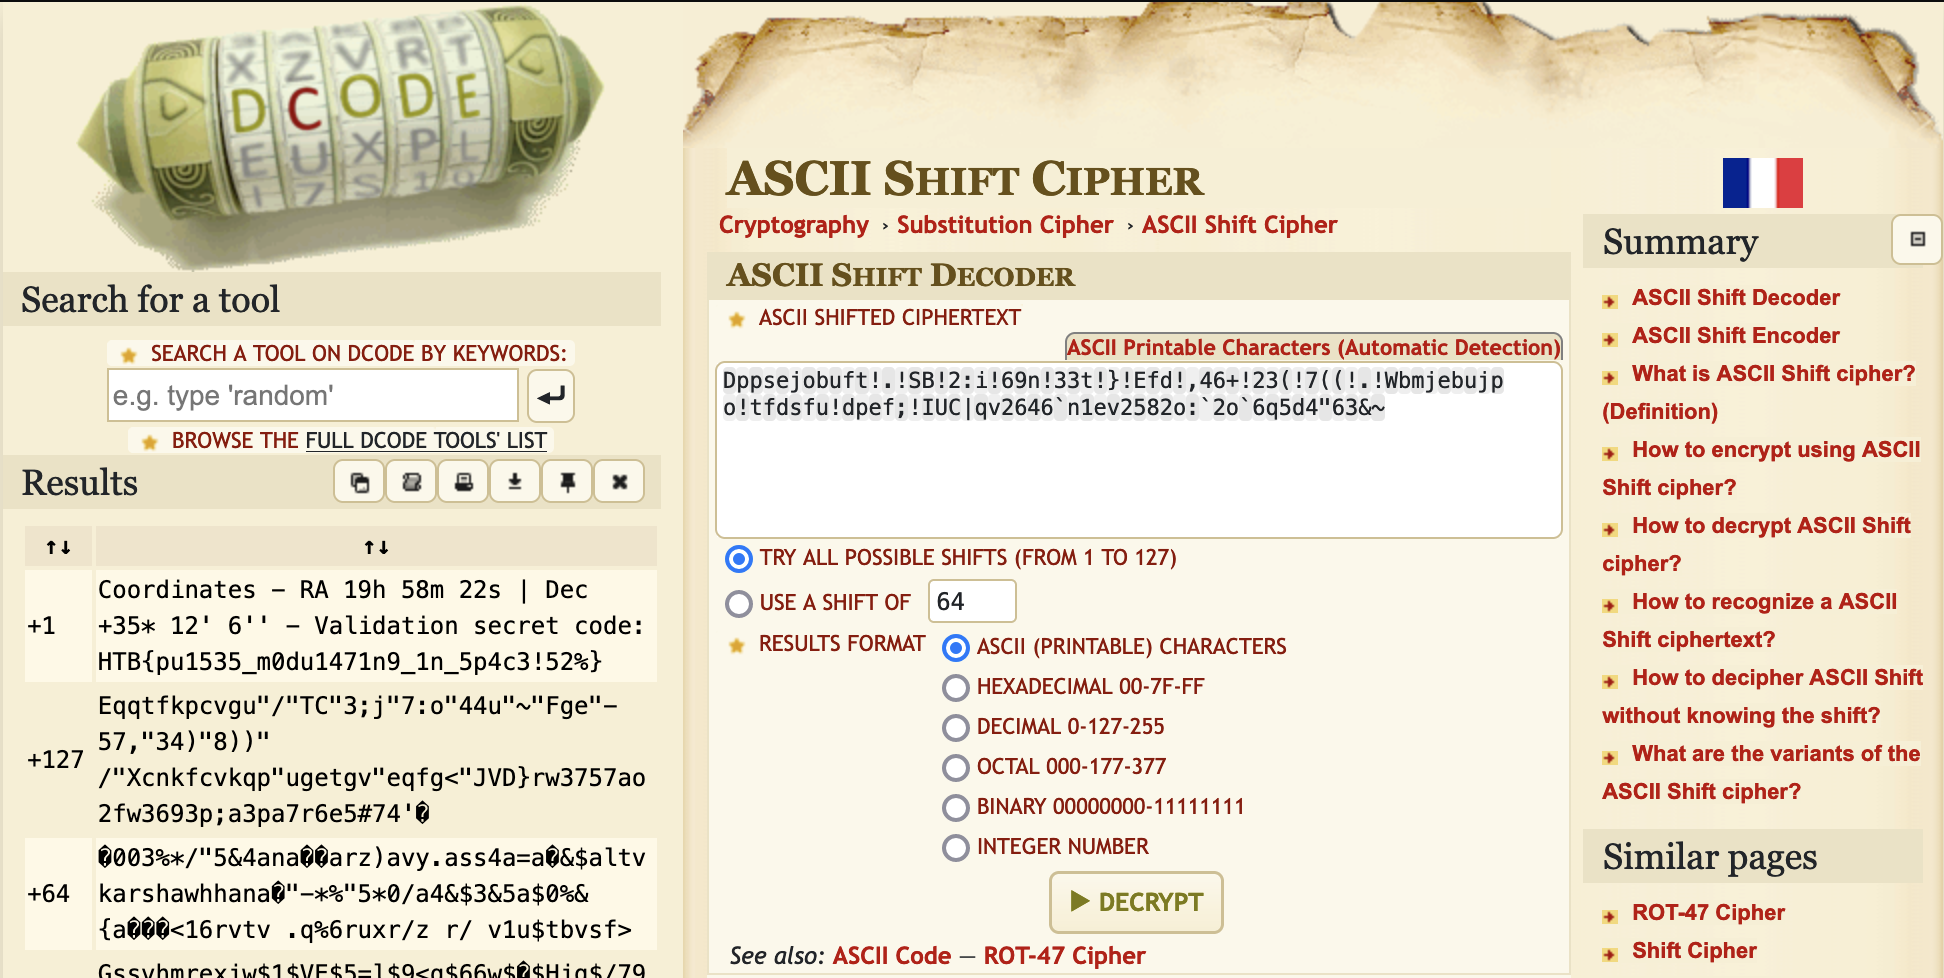 X Z V R T
D C O D E
E U X P L
Search for a tool
SEARCH A TOOL ON DCODE BY KEYWORDS:
e.g. type 'random'
BROWSE THE FULL DCODE TOOLS' LIST
Results
↑↓ ↑↓
+1
Coordinates – RA 19h 58m 22s | Dec
+35* 12' 6'' – Validation secret code:
HTB{pu1535_m0du1471n9_1n_5p4c3!52%}
+127
Eqqtfkpcvgu"/"TC"3;j"7:o"44u"~"Fge"–
57,"34)"8))"
/"Xcnkfcvkqp"ugetgv"eqfg<"JVD}rw3757ao
2fw3693p;a3pa7r6e5#74'�
+64
�003%*/"5&4ana��arz)avy.ass4a=a�&$altv
karshawhhana�"–*%"5*0/a4&$3&5a$0%&
{a���<16rvtv .q%6ruxr/z r/ v1u$tbvsf>
Gssvhmrexiw$1$VE$5=l$9<q$66w$�$Hig$/79
ASCII SHIFT CIPHER
Cryptography › Substitution Cipher › ASCII Shift Cipher
ASCII SHIFT DECODER
ASCII SHIFTED CIPHERTEXT
ASCII Printable Characters (Automatic Detection)
Dppsejobuft!.!SB!2:i!69n!33t!}!Efd!,46+!23(!7((!.!Wbmjebujp
o!tfdsfu!dpef;!IUC|qv2646`n1ev2582o:`2o`6q5d4"63&~
TRY ALL POSSIBLE SHIFTS (FROM 1 TO 127)
USE A SHIFT OF 64
RESULTS FORMAT
ASCII (PRINTABLE) CHARACTERS
HEXADECIMAL 00-7F-FF
DECIMAL 0-127-255
OCTAL 000-177-377
BINARY 00000000-11111111
INTEGER NUMBER
DECRYPT
See also: ASCII Code — ROT-47 Cipher
Summary
ASCII Shift Decoder
ASCII Shift Encoder
What is ASCII Shift cipher?
(Definition)
How to encrypt using ASCII
Shift cipher?
How to decrypt ASCII Shift
cipher?
How to recognize a ASCII
Shift ciphertext?
How to decipher ASCII Shift
without knowing the shift?
What are the variants of the
ASCII Shift cipher?
Similar pages
ROT-47 Cipher
Shift Cipher